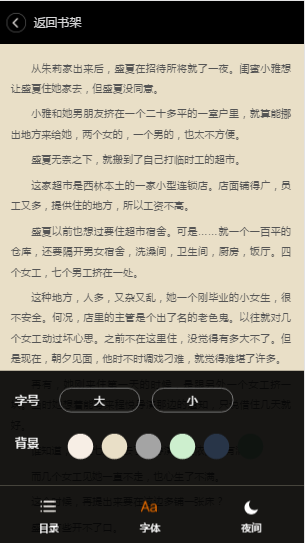 返回书架
从朱莉家出来后，盛夏在招待所将就了一夜。闺蜜小雅想
让盛夏住她家去，但盛夏没同意。
小雅和她男朋友挤在一个二十多平的一室户里，就算能挪
出地方来给她，两个女的，一个男的，也太不方便。
盛夏无奈之下，就搬到了自己打临时工的超市。
这家超市是西林本土的一家小型连锁店。店面铺得广，员
工又多，提供住的地方，所以工资不高。
盛夏以前也想过要住超市宿舍。可是……就一个一百平的
仓库，还要隔开男女宿舍，洗澡间，卫生间，厨房，饭厅。四
个女工，七个男工挤在一处。
这种地方，人多，又杂又乱，她一个刚毕业的小女生，很
不安全。何况，店里的主管是个出了名的老色鬼。以往就对几
个女工动过坏心思。之前不在这里住，没觉得有多大不了。但
是现在，朝夕见面，他时不时调戏刁难，就觉得难堪了许多。
字号
大
小
背景
目录
Aa
字体
夜间